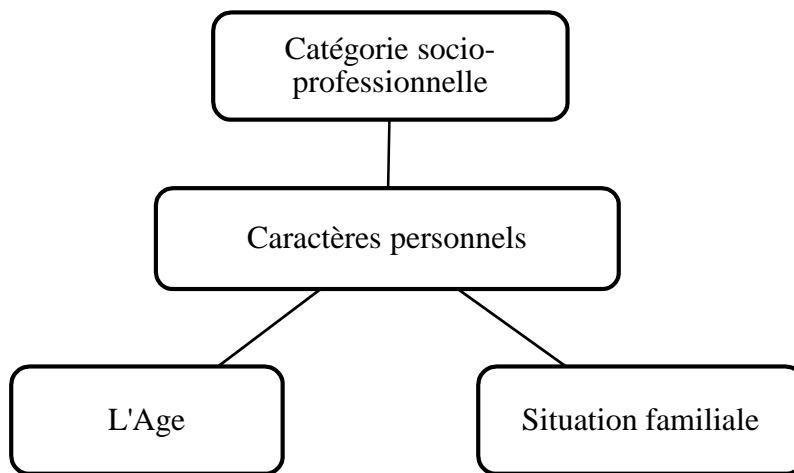 Catégorie socio-
professionnelle
Caractères personnels
L'Age
Situation familiale